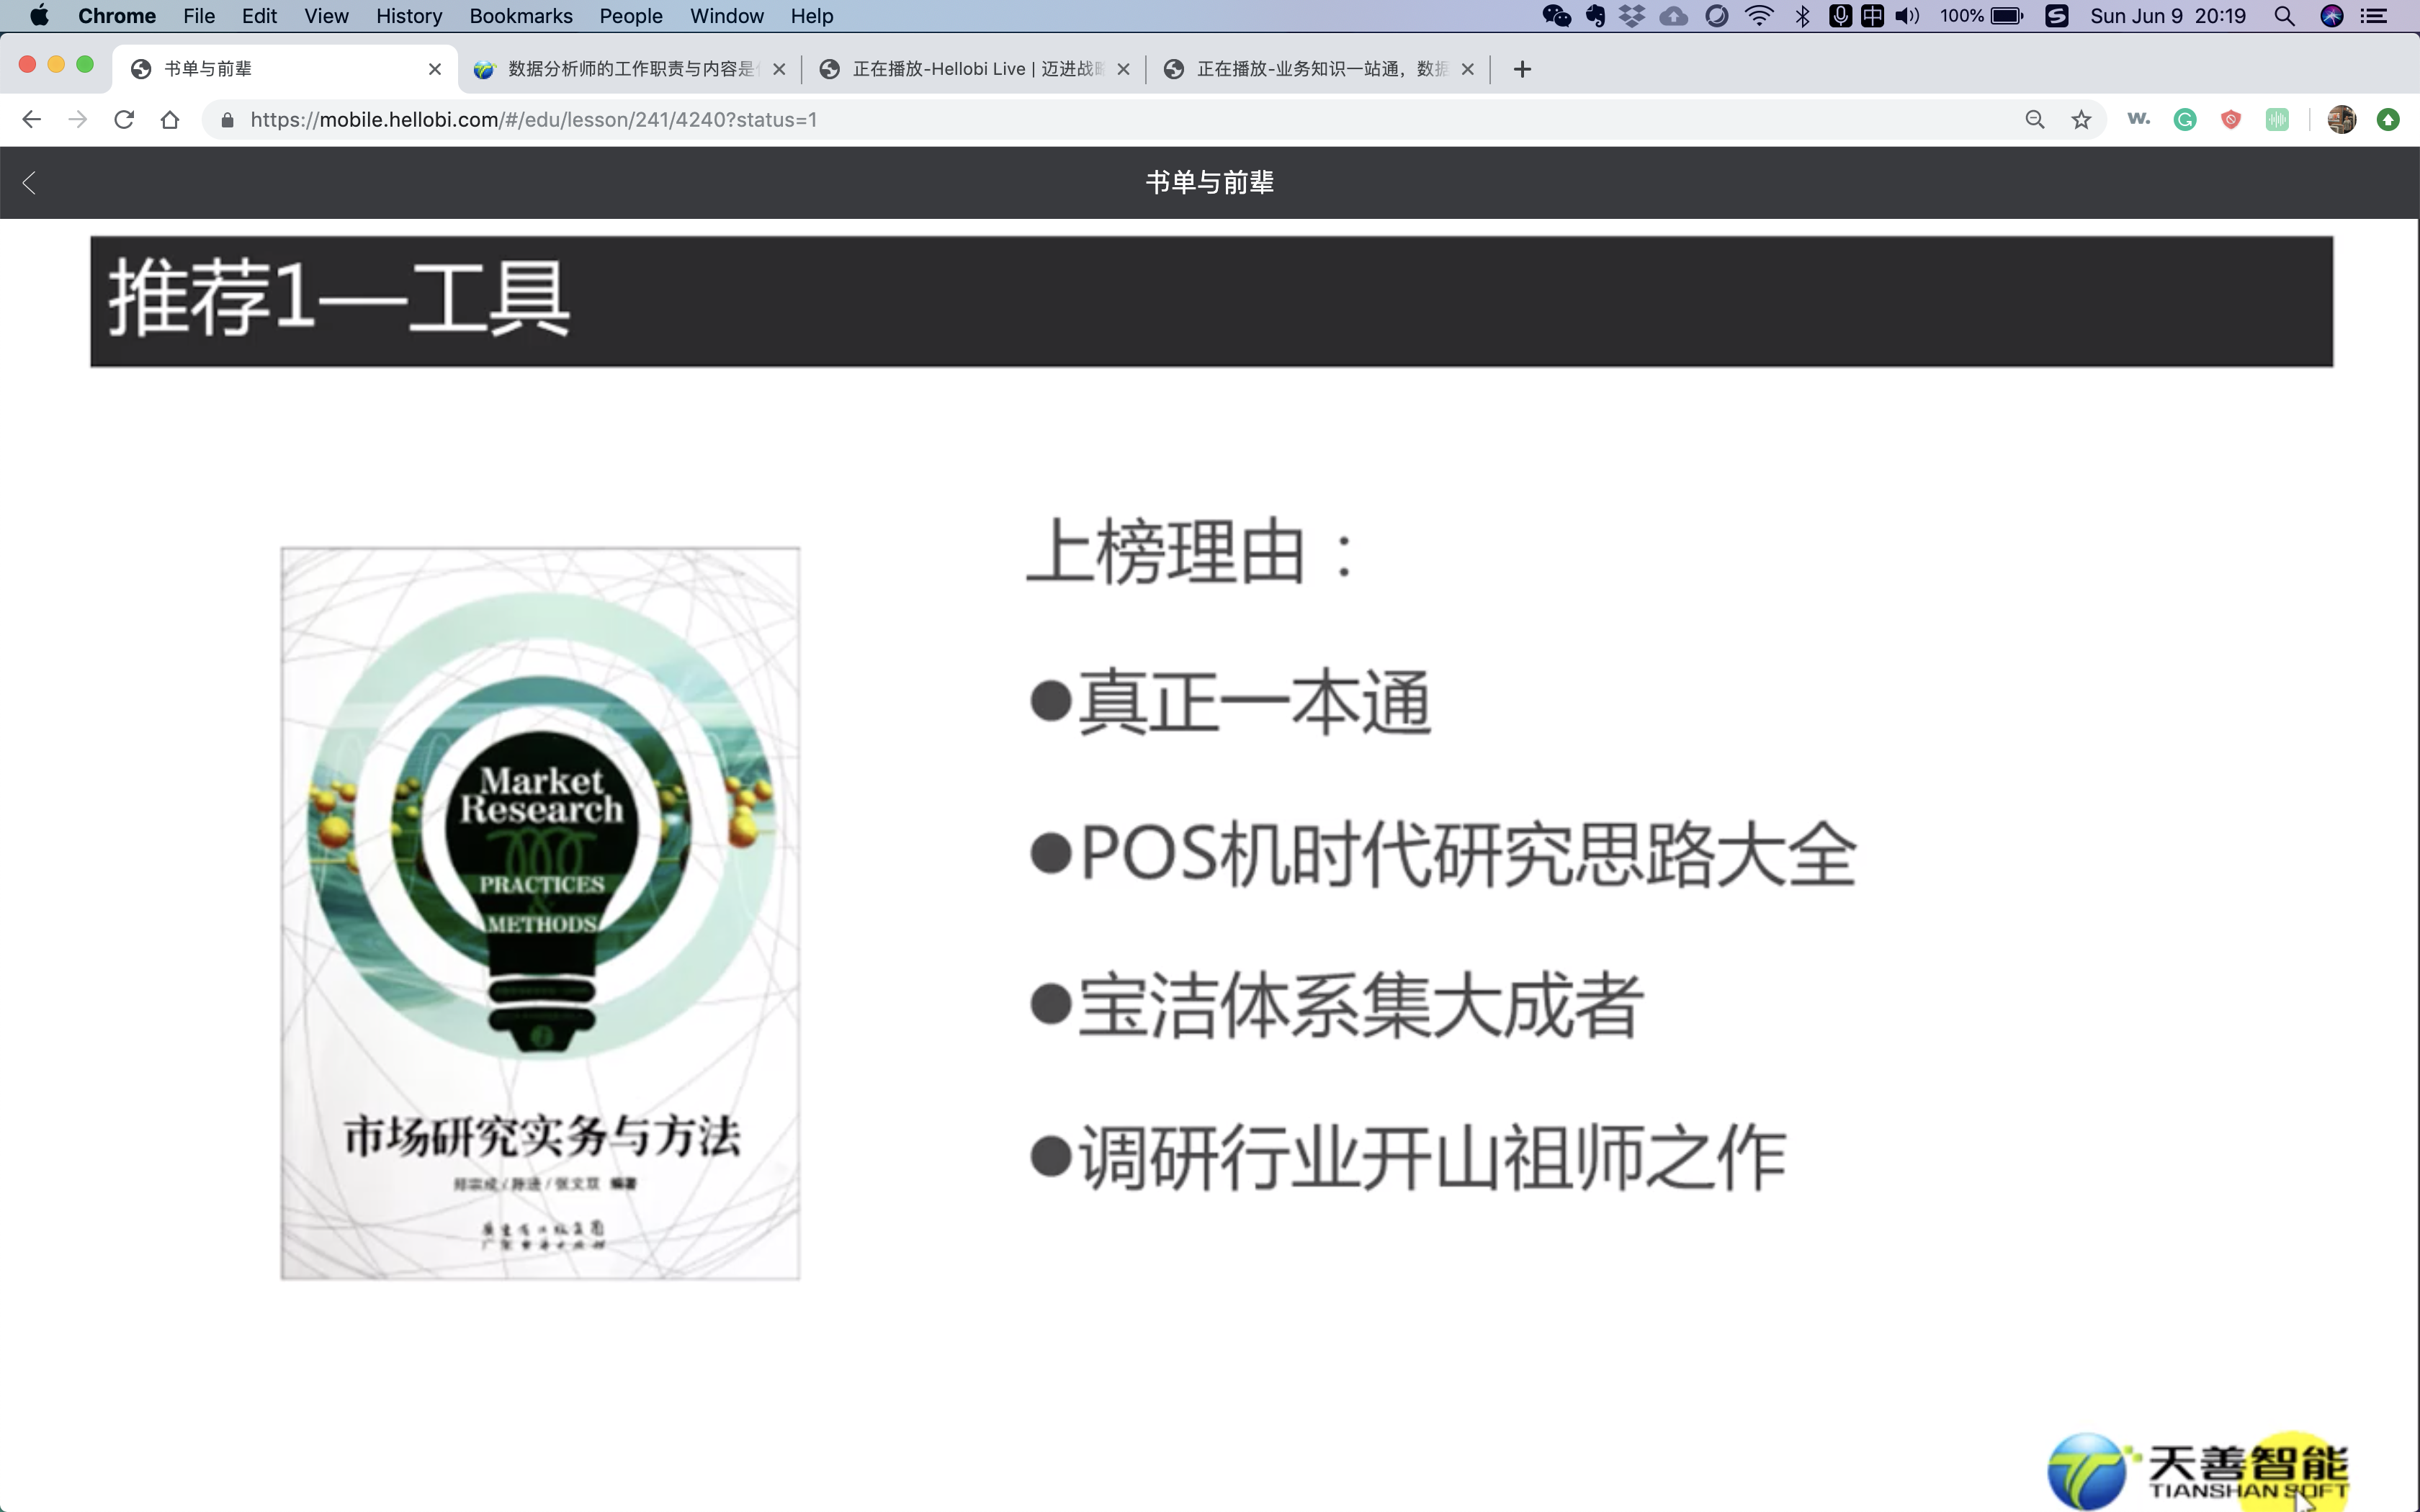 Chrome File Edit View History Bookmarks People Window Help
100%
Sun Jun 9 20:19
书单与前辈
数据分析师的工作职责与内容是
正在播放-Hellobi Live | 迈进战
正在播放-业务知识一站通，数据
https://mobile.hellobi.com/#/edu/lesson/241/4240?status=1
书单与前辈
推荐1—工具
Market
Research
PRACTICES
&
METHODS
市场研究实务与方法
张文双 编著
上榜理由：
●真正一本通
●POS机时代研究思路大全
●宝洁体系集大成者
●调研行业开山祖师之作
天善智能
TIANSHAN SOFT